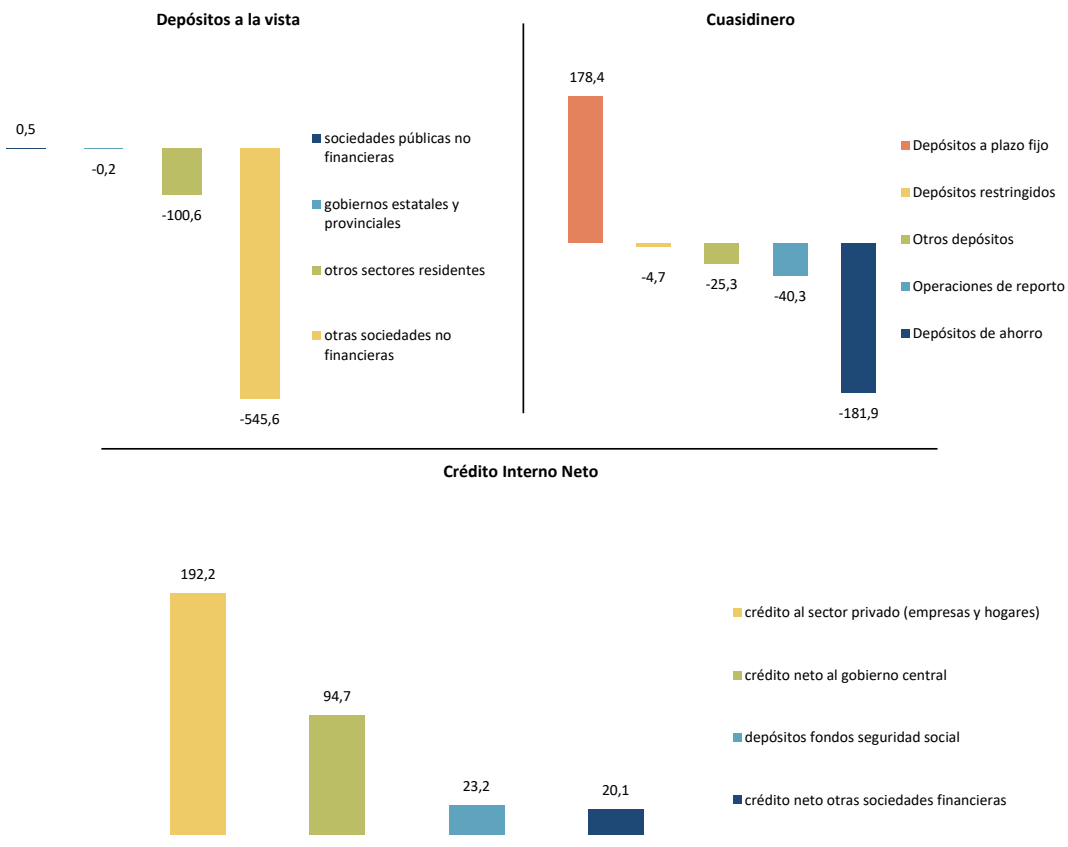 Depósitos a la vista
0,5
-0,2
-100,6
-545,6
sociedades públicas no
financieras
gobiernos estatales y
provinciales
otros sectores residentes
otras sociedades no
financieras
Cuasidinero
178,4
-4,7
-25,3
-40,3
-181,9
Depósitos a plazo fijo
Depósitos restringidos
Otros depósitos
Operaciones de reporto
Depósitos de ahorro
Crédito Interno Neto
192,2
94,7
23,2
20,1
crédito al sector privado (empresas y hogares)
crédito neto al gobierno central
depósitos fondos seguridad social
crédito neto otras sociedades financieras